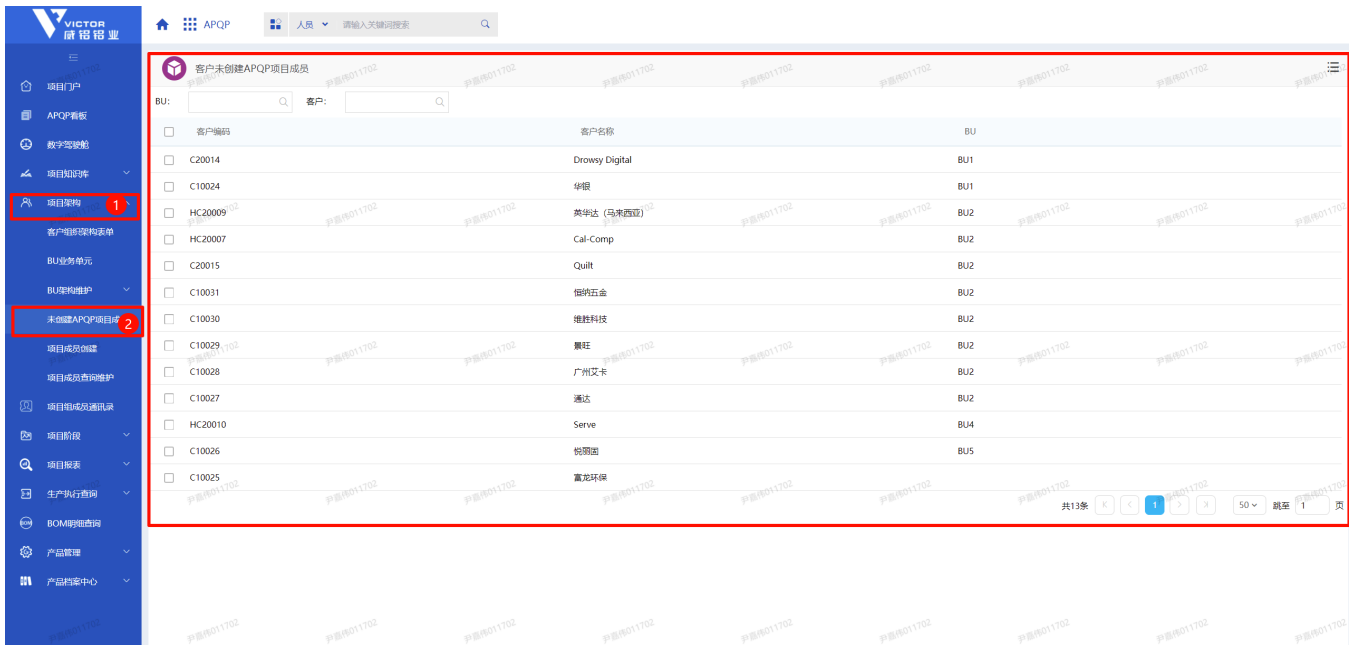 VICTOR
威铝铝业
APQP
人员
请输入关键词搜索
项目门户
APQP看板
数字驾驶舱
项目知识库
项目架构
1
客户组织架构表单
BU业务单元
BU架构维护
未创建APQP项目成
2
项目成员创建
项目成员查询维护
项目组成员通讯录
项目阶段
项目报表
生产执行查询
BOM明细查询
产品管理
产品档案中心
客户未创建APQP项目成员
BU: 客户:
客户编码 客户名称 BU
C20014 Drowsy Digital BU1
C10024 华银 BU1
HC20009 英华达（马来西亚） BU2
HC20007 Cal-Comp BU2
C20015 Quilt BU2
C10031 恒纳五金 BU2
C10030 维胜科技 BU2
C10029 景旺 BU2
C10028 广州艾卡 BU2
C10027 通达 BU2
HC20010 Serve BU4
C10026 悦丽固 BU5
C10025 富龙环保
共13条 1 50 跳至 1 页